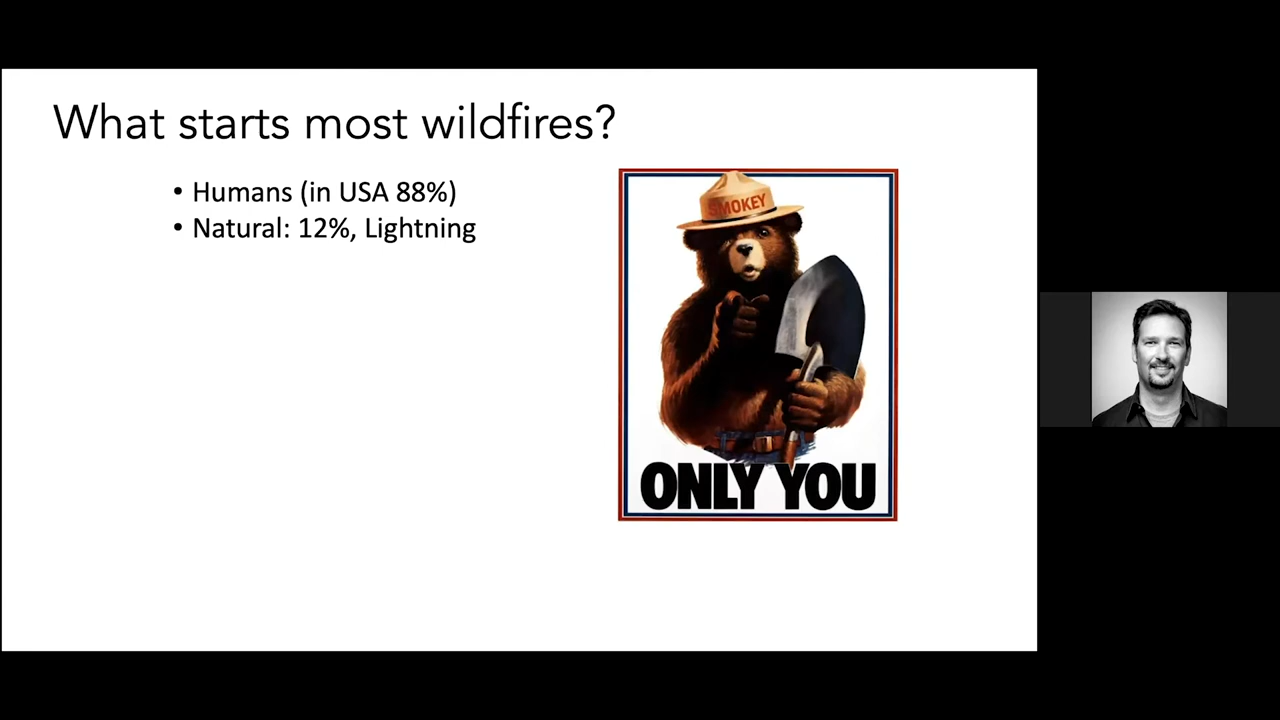 What starts most wildfires?
• Humans (in USA 88%)
• Natural: 12%, Lightning
SMOKEY
ONLY YOU